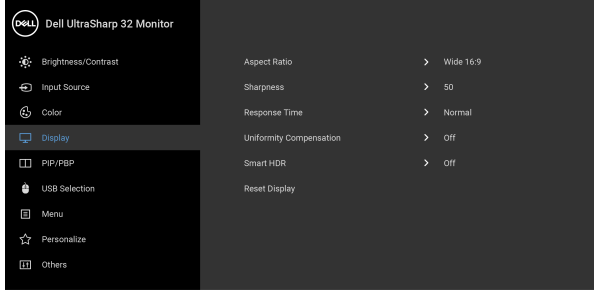 DELL Dell UltraSharp 32 Monitor
Brightness/Contrast
Input Source
Color
Display
PIP/PBP
USB Selection
Menu
Personalize
Others
Aspect Ratio > Wide 16:9
Sharpness > 50
Response Time > Normal
Uniformity Compensation > Off
Smart HDR > Off
Reset Display